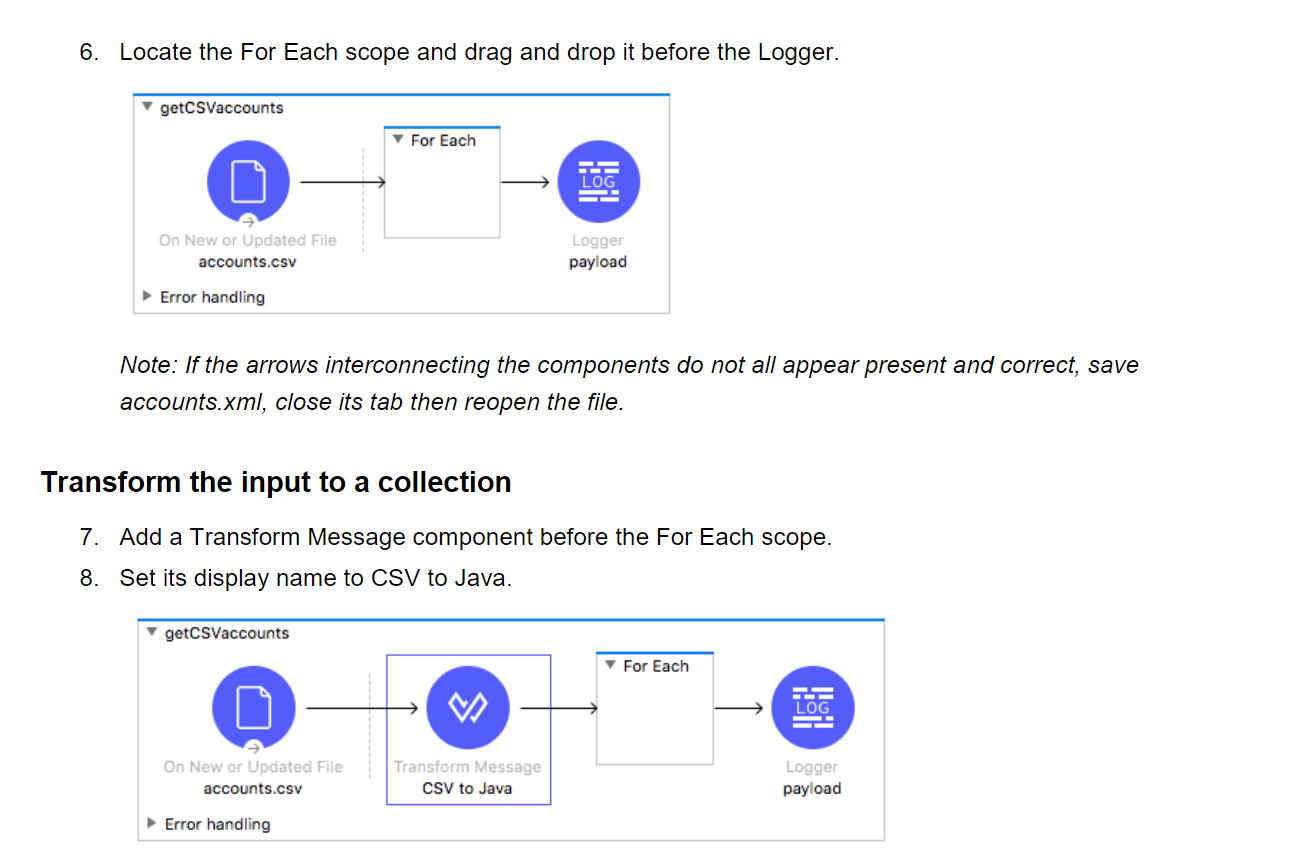 6. Locate the For Each scope and drag and drop it before the Logger.
getCSVaccounts
For Each
LOG
On New or Updated File
Logger
accounts.csv
payload
Error handling
Note: If the arrows interconnecting the components do not all appear present and correct, save
accounts.xml, close its tab then reopen the file.
Transform the input to a collection
7. Add a Transform Message component before the For Each scope.
8. Set its display name to CSV to Java.
getCSVaccounts
For Each
LOG
On New or Updated File
Transform Message
Logger
accounts.csv
CSV to Java
payload
Error handling